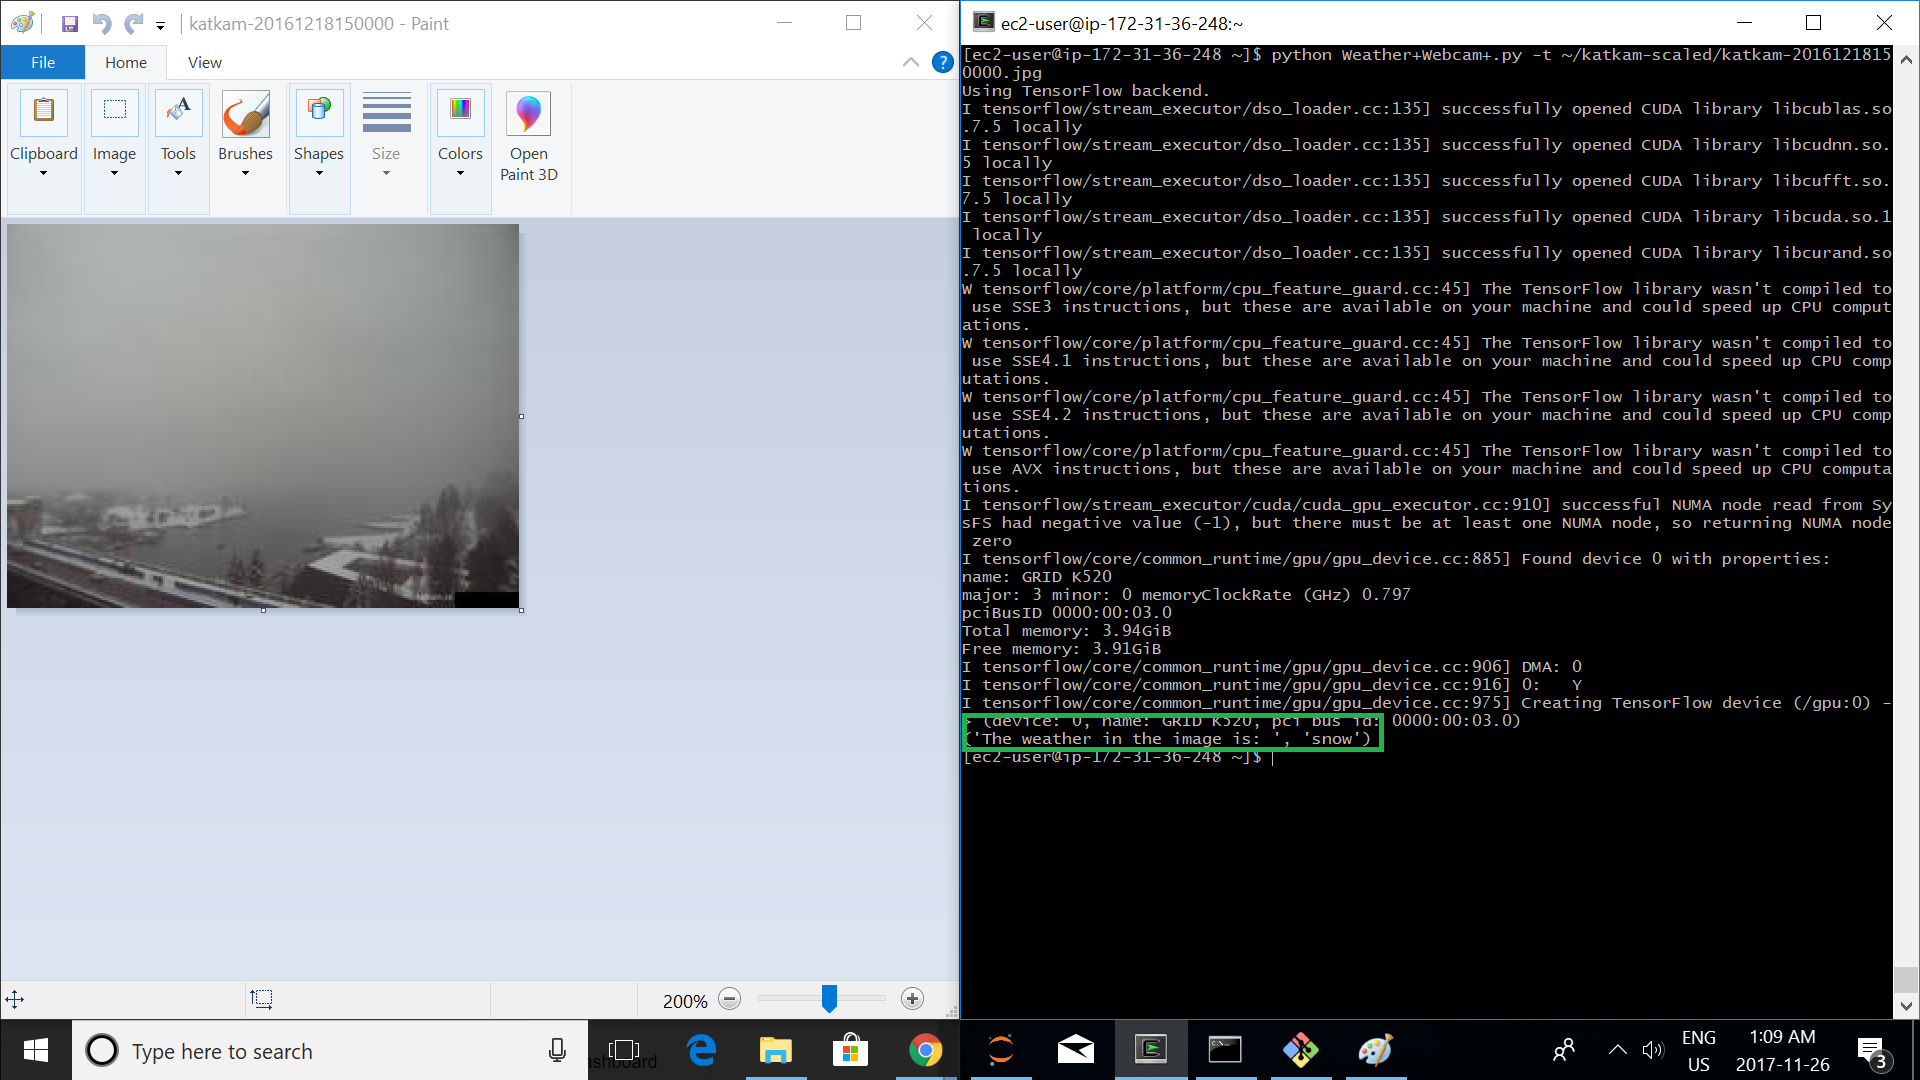 katkam-20161218150000 - Paint
File
Home
View
Clipboard
Image
Tools
Brushes
Shapes
Size
Colors
Open
Paint 3D
200%
ec2-user@ip-172-31-36-248:~
[ec2-user@ip-172-31-36-248 ~]$ python Weather+Webcam+.py -t ~/katkam-scaled/katkam-2016121815
0000.jpg
Using TensorFlow backend.
I tensorflow/stream_executor/dso_loader.cc:135] successfully opened CUDA library libcublas.so
.7.5 locally
I tensorflow/stream_executor/dso_loader.cc:135] successfully opened CUDA library libcudnn.so.
5 locally
I tensorflow/stream_executor/dso_loader.cc:135] successfully opened CUDA library libcufft.so.
7.5 locally
I tensorflow/stream_executor/dso_loader.cc:135] successfully opened CUDA library libcuda.so.1
 locally
I tensorflow/stream_executor/dso_loader.cc:135] successfully opened CUDA library libcurand.so
.7.5 locally
W tensorflow/core/platform/cpu_feature_guard.cc:45] The TensorFlow library wasn't compiled to
 use SSE3 instructions, but these are available on your machine and could speed up CPU comput
ations.
W tensorflow/core/platform/cpu_feature_guard.cc:45] The TensorFlow library wasn't compiled to
 use SSE4.1 instructions, but these are available on your machine and could speed up CPU comp
utations.
W tensorflow/core/platform/cpu_feature_guard.cc:45] The TensorFlow library wasn't compiled to
 use SSE4.2 instructions, but these are available on your machine and could speed up CPU comp
utations.
W tensorflow/core/platform/cpu_feature_guard.cc:45] The TensorFlow library wasn't compiled to
 use AVX instructions, but these are available on your machine and could speed up CPU computa
tions.
I tensorflow/stream_executor/cuda/cuda_gpu_executor.cc:910] successful NUMA node read from Sy
sFS had negative value (-1), but there must be at least one NUMA node, so returning NUMA node
 zero
I tensorflow/core/common_runtime/gpu/gpu_device.cc:885] Found device 0 with properties:
name: GRID K520
major: 3 minor: 0 memoryClockRate (GHz) 0.797
pciBusID 0000:00:03.0
Total memory: 3.94GiB
Free memory: 3.91GiB
I tensorflow/core/common_runtime/gpu/gpu_device.cc:906] DMA: 0
I tensorflow/core/common_runtime/gpu/gpu_device.cc:916] 0:   Y
I tensorflow/core/common_runtime/gpu/gpu_device.cc:975] Creating TensorFlow device (/gpu:0) -
> (device: 0, name: GRID K520, pci bus id: 0000:00:03.0)
('The weather in the image is: ', 'snow')
[ec2-user@ip-172-31-36-248 ~]$
Type here to search
ashboard
ENG
US
1:09 AM
2017-11-26
3